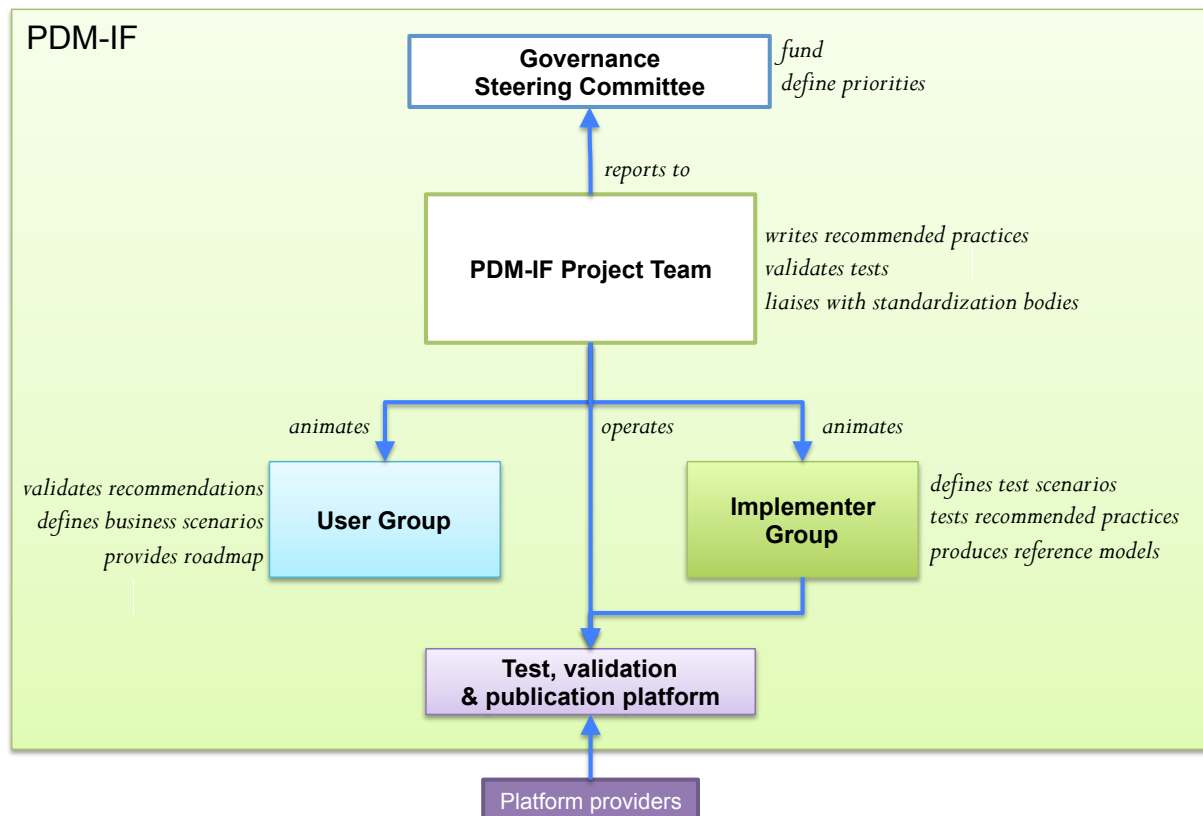 PDM-IF
Governance
Steering Committee
fund
define priorities
reports to
PDM-IF Project Team
writes recommended practices
validates tests
liaises with standardization bodies
animates
operates
animates
validates recommendations
defines business scenarios
provides roadmap
User Group
Implementer
Group
defines test scenarios
tests recommended practices
produces reference models
Test, validation
& publication platform
Platform providers